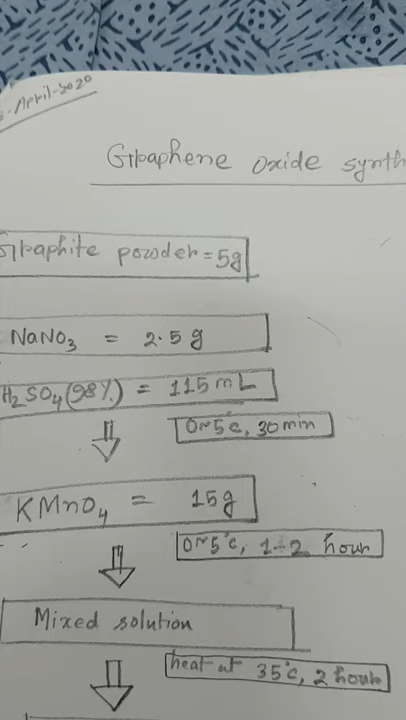 -April-2020
Graphene Oxide synth
Graphite powder = 5g
NaNO₃ = 2.5 g
H₂SO₄(98%) = 115 mL
0~5°c, 30 min
KMnO₄ = 15g
0~5°c, 1-2 hour
Mixed solution
heat at 35°c, 2 hour